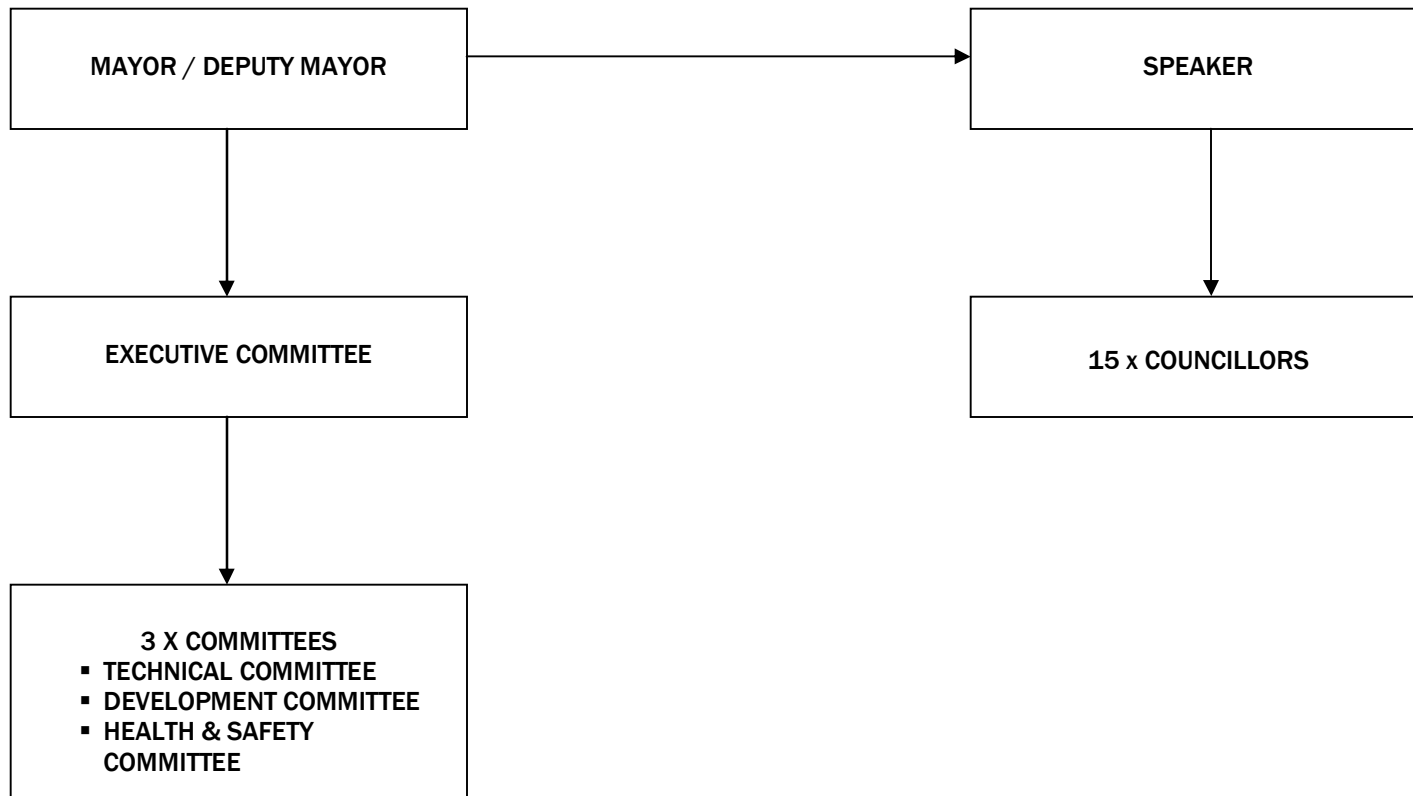 MAYOR / DEPUTY MAYOR
SPEAKER
EXECUTIVE COMMITTEE
15 x COUNCILLORS
3 X COMMITTEES
▪ TECHNICAL COMMITTEE
▪ DEVELOPMENT COMMITTEE
▪ HEALTH & SAFETY
COMMITTEE